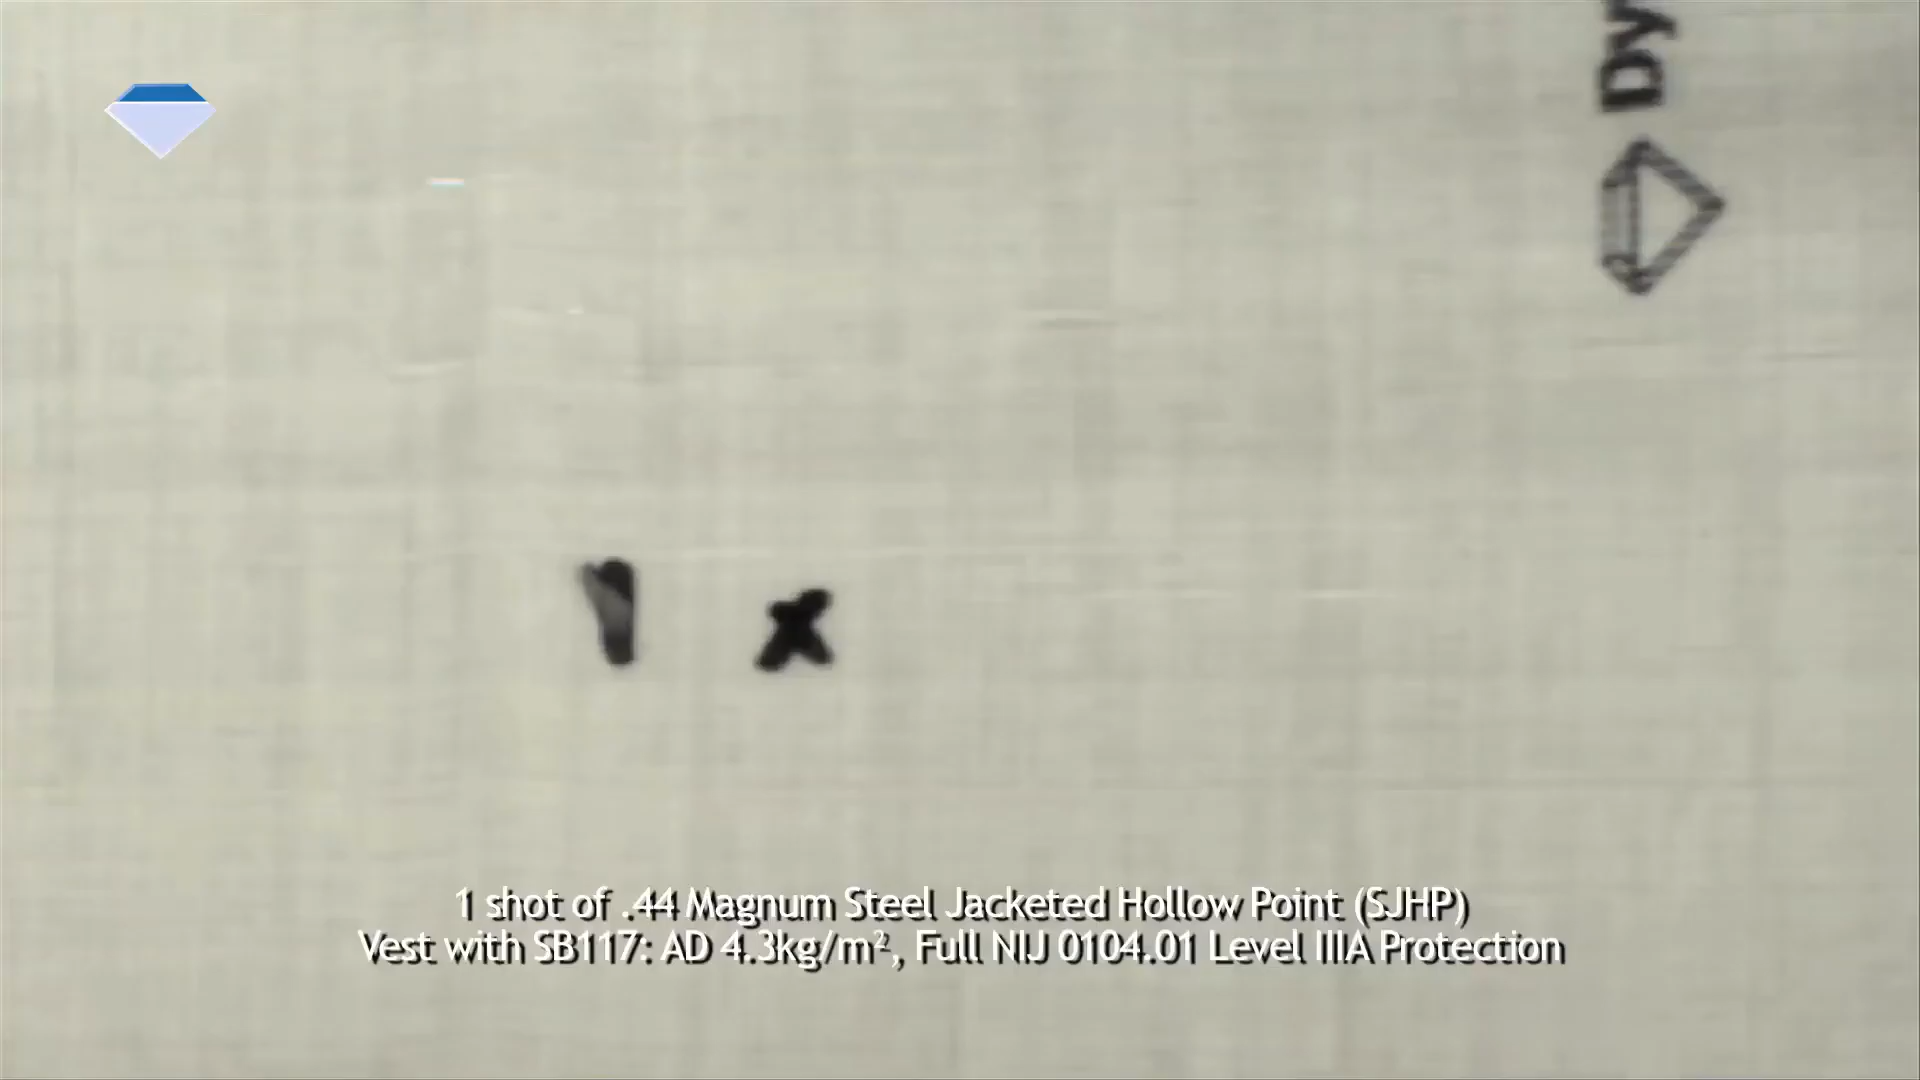 Dy
1 x
1 shot of .44 Magnum Steel Jacketed Hollow Point (SJHP)
Vest with SB117: AD 4.3kg/m², Full NIJ 0104.01 Level IIIA Protection